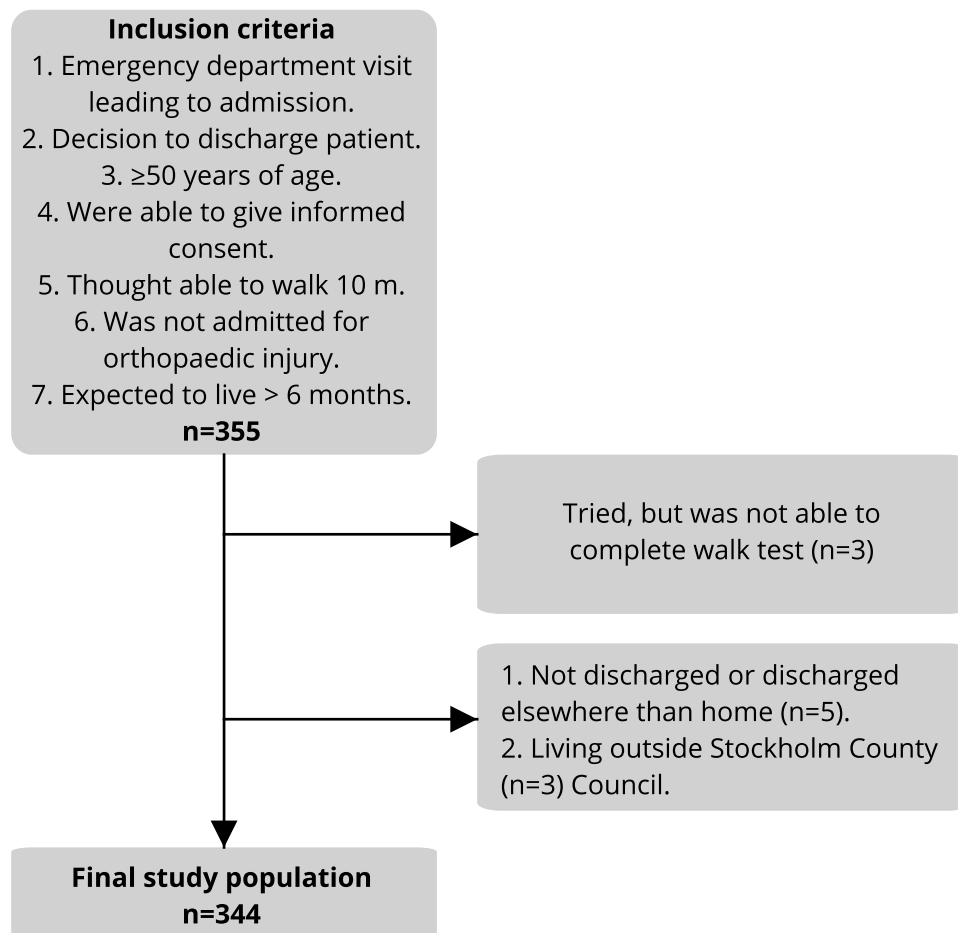 Inclusion criteria
1. Emergency department visit
leading to admission.
2. Decision to discharge patient.
3. ≥50 years of age.
4. Were able to give informed
consent.
5. Thought able to walk 10 m.
6. Was not admitted for
orthopaedic injury.
7. Expected to live > 6 months.
n=355
Tried, but was not able to
complete walk test (n=3)
1. Not discharged or discharged
elsewhere than home (n=5).
2. Living outside Stockholm County
(n=3) Council.
Final study population
n=344